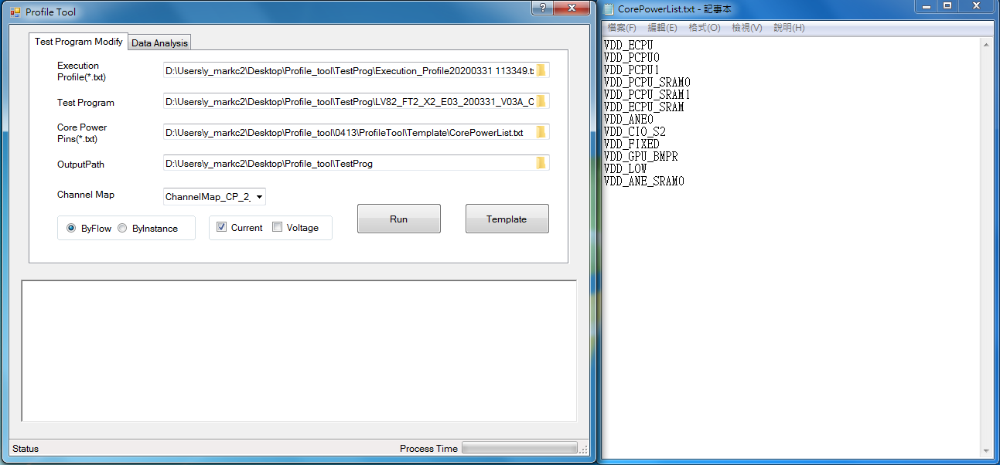 Profile Tool
?
Test Program Modify
Data Analysis
Execution
Profile(*.txt)
D:\Users\y_markc2\Desktop\Profile_tool\TestProg\Execution_Profile20200331 113349.t
Test Program
D:\Users\y_markc2\Desktop\Profile_tool\TestProg\LV82_FT2_X2_E03_200331_V03A_C
Core Power
Pins(*.txt)
D:\Users\y_markc2\Desktop\Profile_tool\0413\ProfileTool\Template\CorePowerList.txt
OutputPath
D:\Users\y_markc2\Desktop\Profile_tool\TestProg
Channel Map
ChannelMap_CP_2_
ByFlow
ByInstance
Current
Voltage
Run
Template
Status
Process Time
CorePowerList.txt - 記事本
檔案(F) 編輯(E) 格式(O) 檢視(V) 說明(H)
VDD_ECPU
VDD_PCPU0
VDD_PCPU1
VDD_PCPU_SRAM0
VDD_PCPU_SRAM1
VDD_ECPU_SRAM
VDD_ANE0
VDD_CIO_S2
VDD_FIXED
VDD_GPU_BMPR
VDD_LOW
VDD_ANE_SRAM0